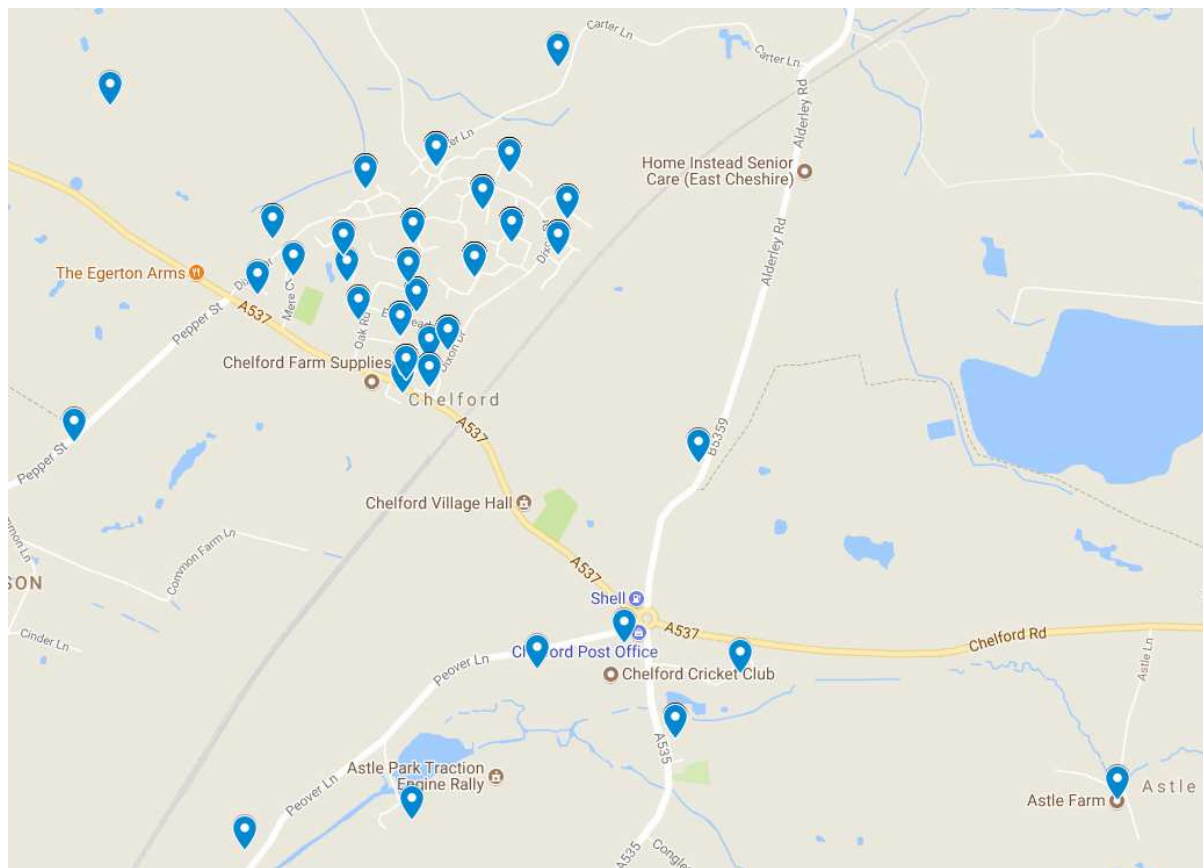 Carter Ln
Carter Ln
Alderley Rd
Home Instead Senior
Care (East Cheshire)
Alderley Rd
The Egerton Arms
Pepper St
A537
Mere C
Oak Rd
Dixon Dr
Chelford Farm Supplies
Chelford
A537
B5359
Pepper St
Chelford Village Hall
Common Farm Ln
A537
Cinder Ln
Shell
A537
Chelford Rd
Chelford Post Office
Peover Ln
Chelford Cricket Club
Astle Ln
A535
Astle Park Traction
Engine Rally
Peover Ln
Astle
Astle Farm
A535